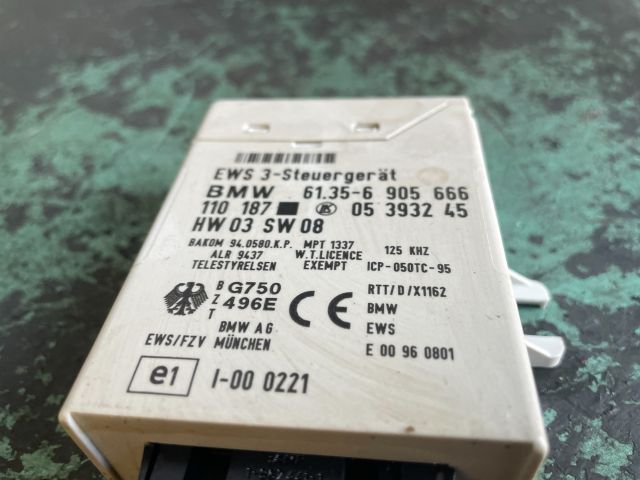 EWS 3-Steuergerät
BMW 61.35-6 905 666
110 187 05 3932 45
HW 03 SW 08
BAKOM 94.0580.K.P. MPT 1337 125 KHZ
ALR 9437 W.T.LICENCE
TELESTYRELSEN EXEMPT ICP-050TC-95
BZT G750 496E CE RTT/D/X1162
BMW AG BMW
EWS/FZV MÜNCHEN EWS
E 00 96 0801
e1 I-00 0221